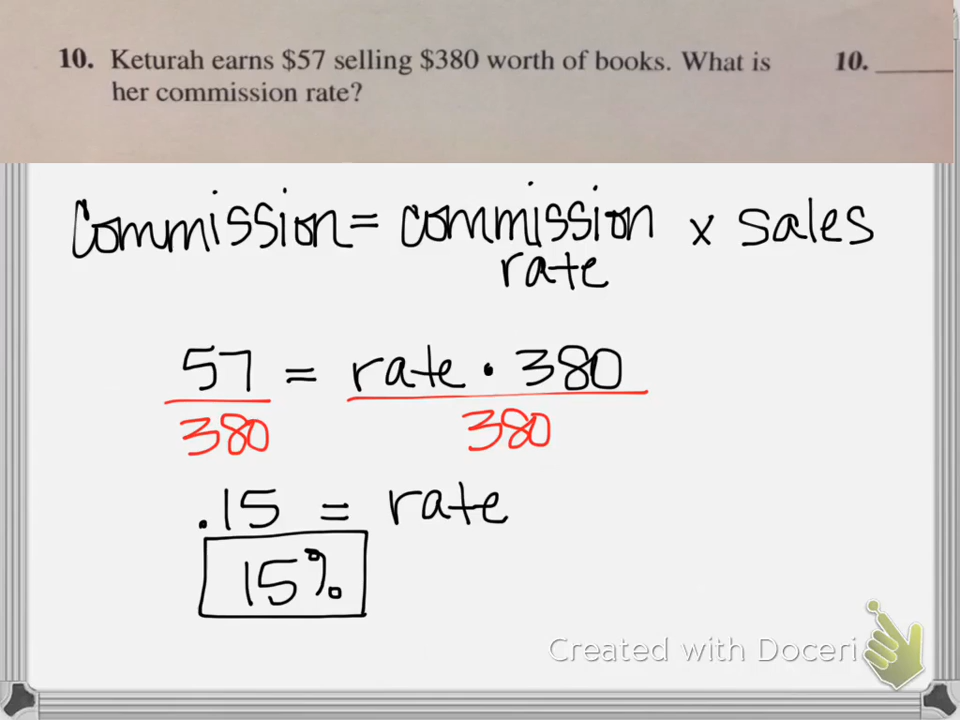 10. Keturah earns $57 selling $380 worth of books. What is 10. ______
her commission rate?
Commission = commission x sales
rate
57 = rate · 380
380 380
.15 = rate
15%
Created with Doceri